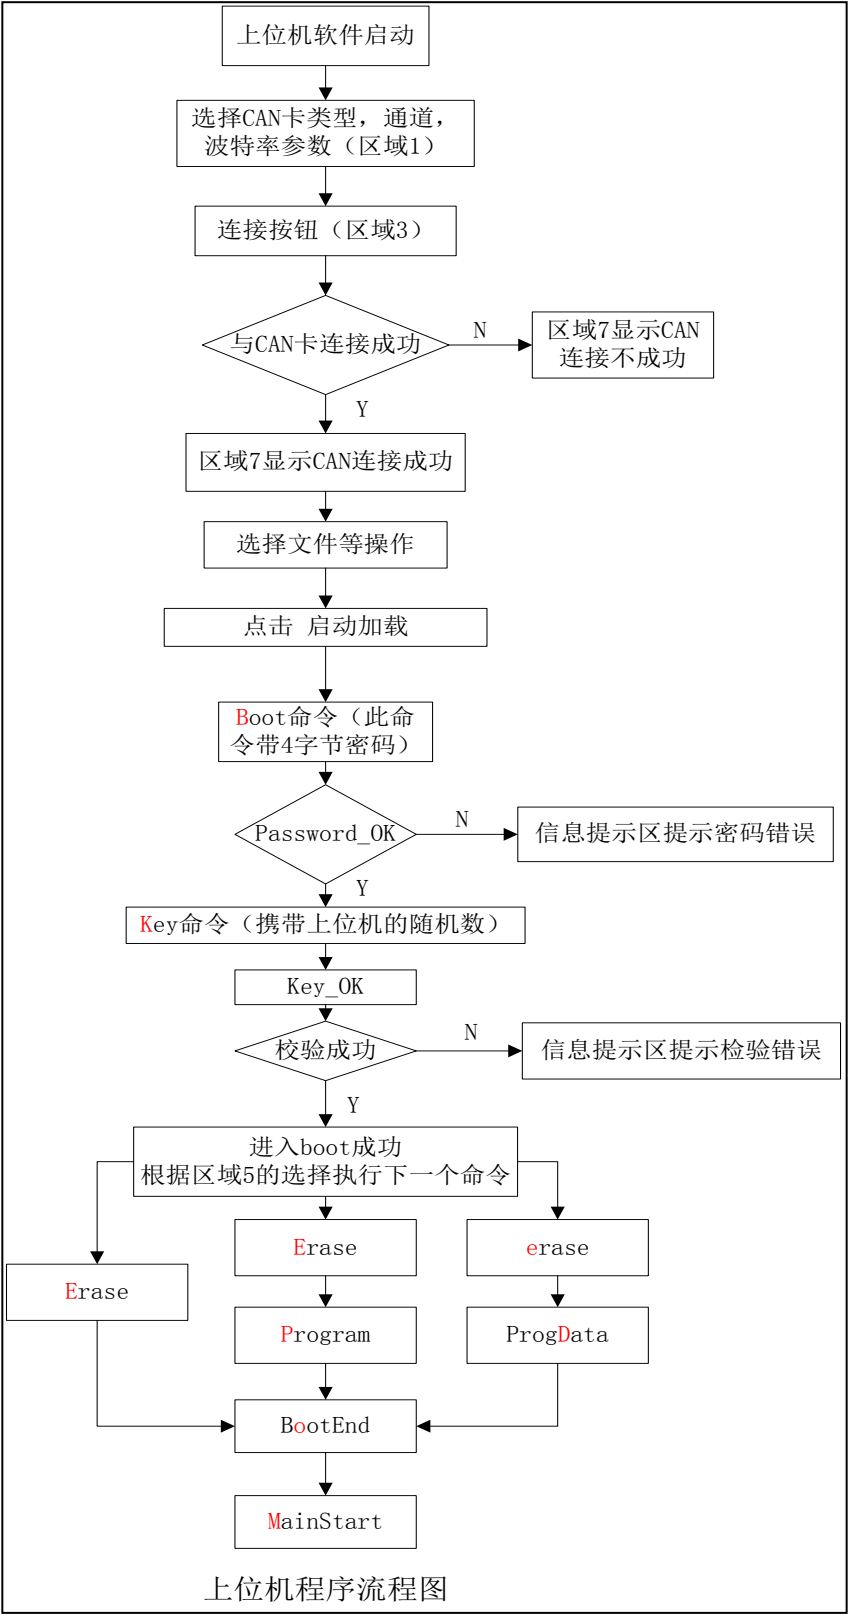 上位机软件启动
选择CAN卡类型，通道，
波特率参数（区域1）
连接按钮（区域3）
与CAN卡连接成功
N
区域7显示CAN
连接不成功
Y
区域7显示CAN连接成功
选择文件等操作
点击 启动加载
Boot命令（此命
令带4字节密码）
Password_OK
N
信息提示区提示密码错误
Y
Key命令（携带上位机的随机数）
Key_OK
校验成功
N
信息提示区提示检验错误
Y
进入boot成功
根据区域5的选择执行下一个命令
Erase
Erase
erase
Program
ProgData
BootEnd
MainStart
上位机程序流程图